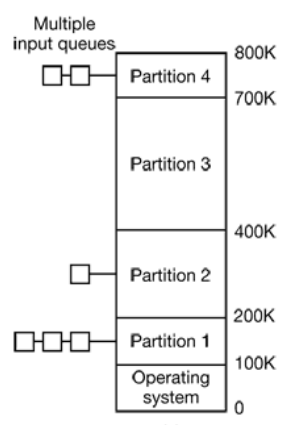 Multiple
input queues
800K
Partition 4
700K
Partition 3
400K
Partition 2
200K
Partition 1
100K
Operating
system
0